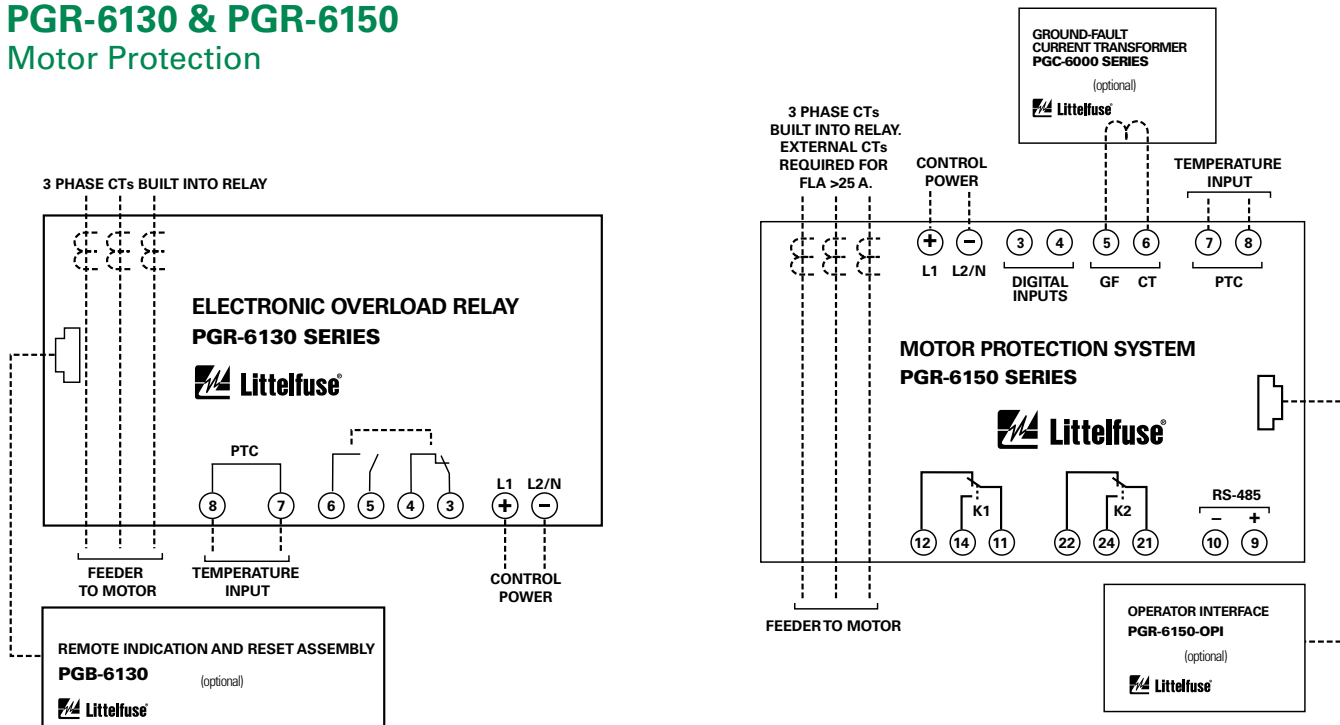 PGR-6130 & PGR-6150
Motor Protection
3 PHASE CTs BUILT INTO RELAY
ELECTRONIC OVERLOAD RELAY
PGR-6130 SERIES
Littelfuse®
PTC
L1 L2/N
8 7 6 5 4 3 + −
FEEDER
TO MOTOR
TEMPERATURE
INPUT
CONTROL
POWER
REMOTE INDICATION AND RESET ASSEMBLY
PGB-6130 (optional)
Littelfuse®
GROUND-FAULT
CURRENT TRANSFORMER
PGC-6000 SERIES
(optional)
Littelfuse®
3 PHASE CTs
BUILT INTO RELAY.
EXTERNAL CTs
REQUIRED FOR
FLA >25 A.
CONTROL
POWER
TEMPERATURE
INPUT
+ − 3 4 5 6 7 8
L1 L2/N
DIGITAL
INPUTS
GF CT
PTC
MOTOR PROTECTION SYSTEM
PGR-6150 SERIES
Littelfuse®
K1
K2
RS-485
− +
12 14 11 22 24 21 10 9
FEEDER TO MOTOR
OPERATOR INTERFACE
PGR-6150-OPI
(optional)
Littelfuse®